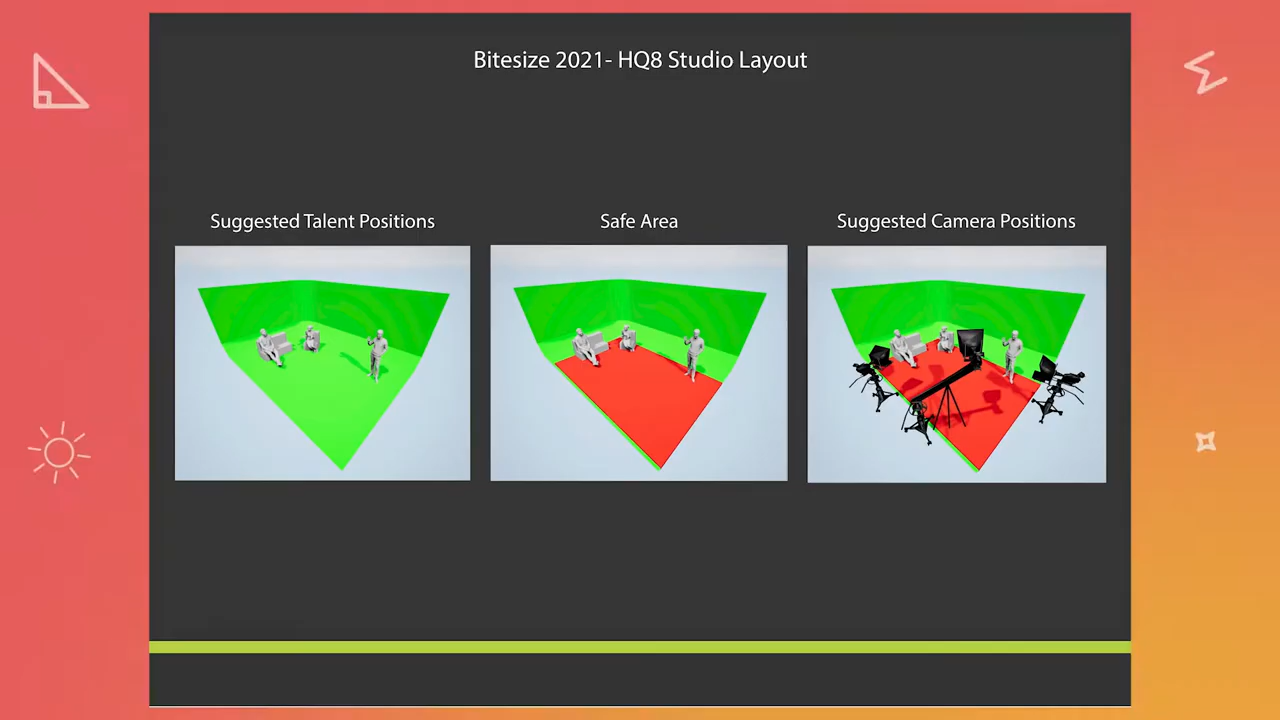 Bitesize 2021- HQ8 Studio Layout
Suggested Talent Positions
Safe Area
Suggested Camera Positions